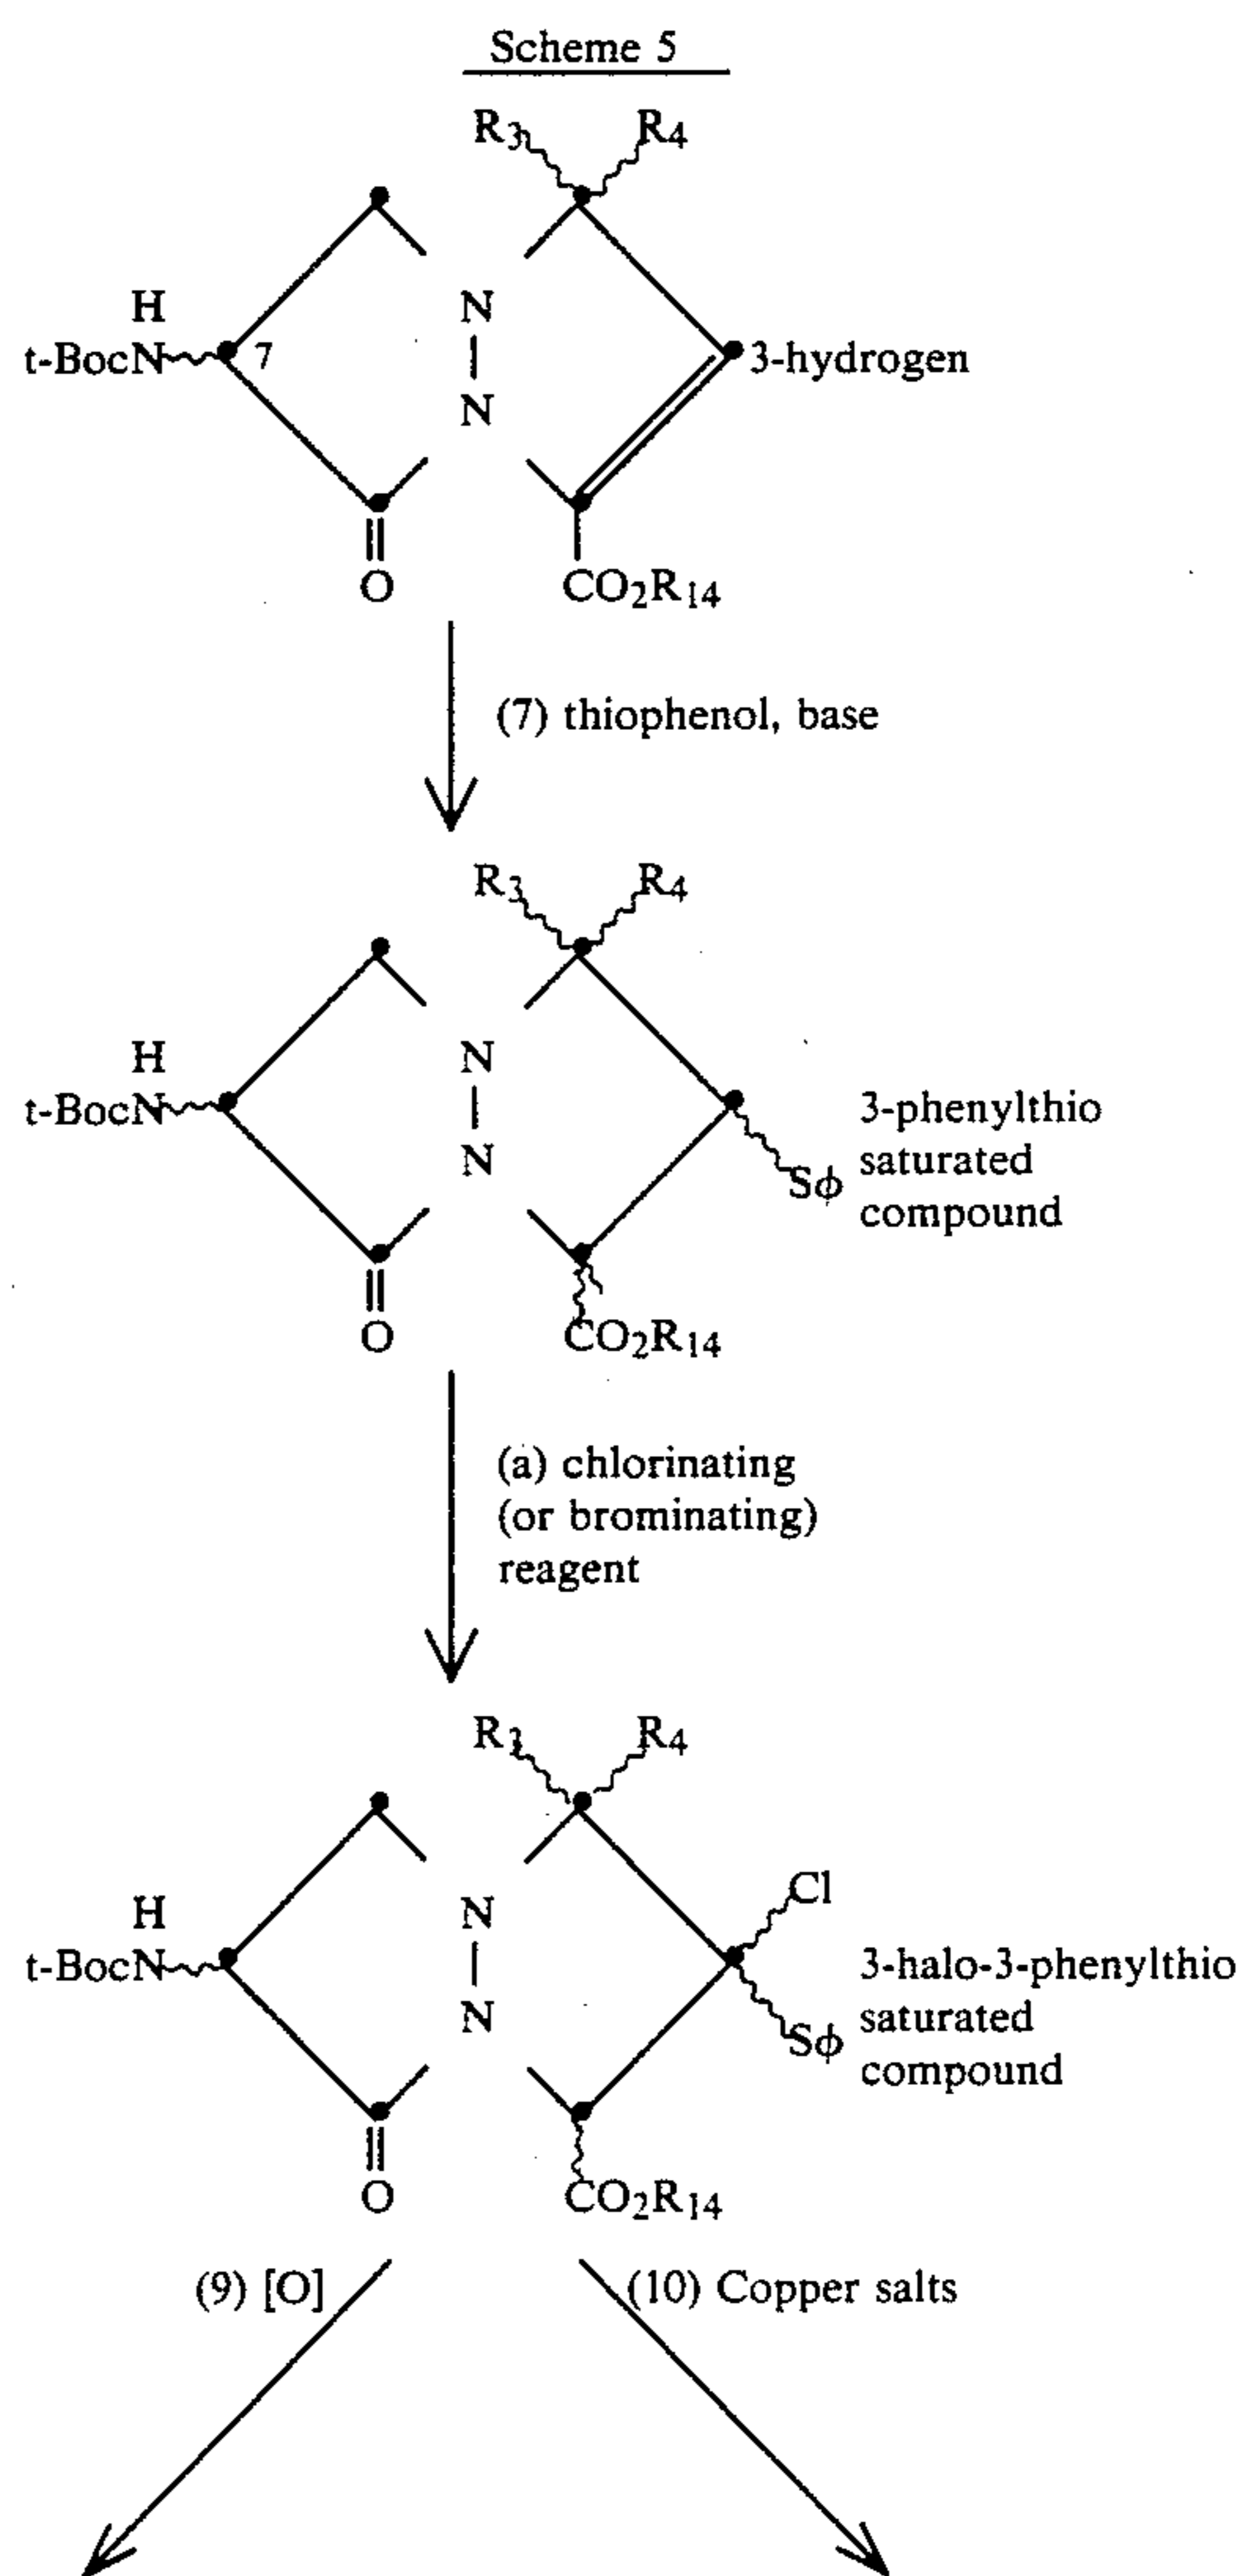 Scheme 5
R3 R4
H
N
t-BocN 7 3-hydrogen
N
O CO2R14
(7) thiophenol, base
R3 R4
H
N
t-BocN 3-phenylthio
N saturated
Sϕ compound
O CO2R14
(a) chlorinating
(or brominating)
reagent
R3 R4
Cl
H
N
t-BocN 3-halo-3-phenylthio
N saturated
Sϕ compound
O CO2R14
(9) [O] (10) Copper salts